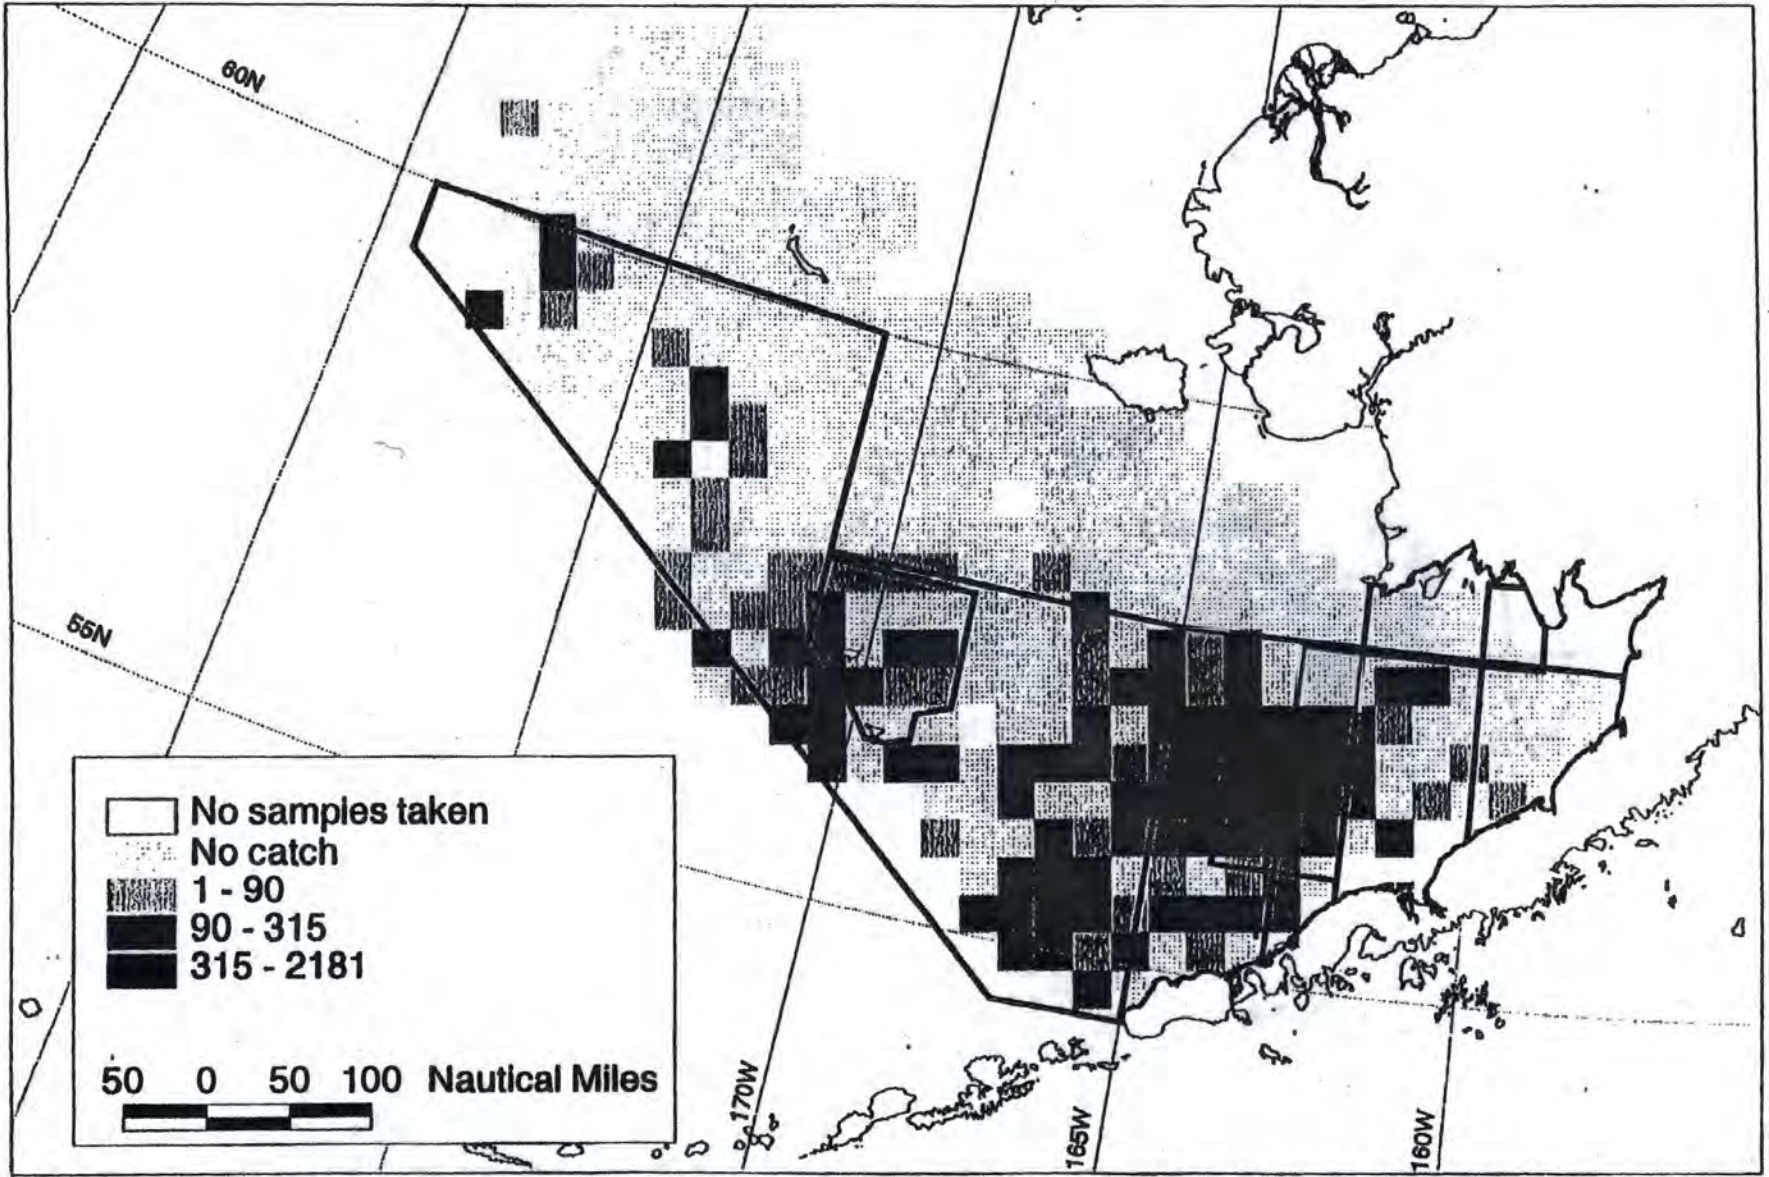 60N
55N
No samples taken
No catch
1 - 90
90 - 315
315 - 2181
50 0 50 100 Nautical Miles
170W
165W
160W